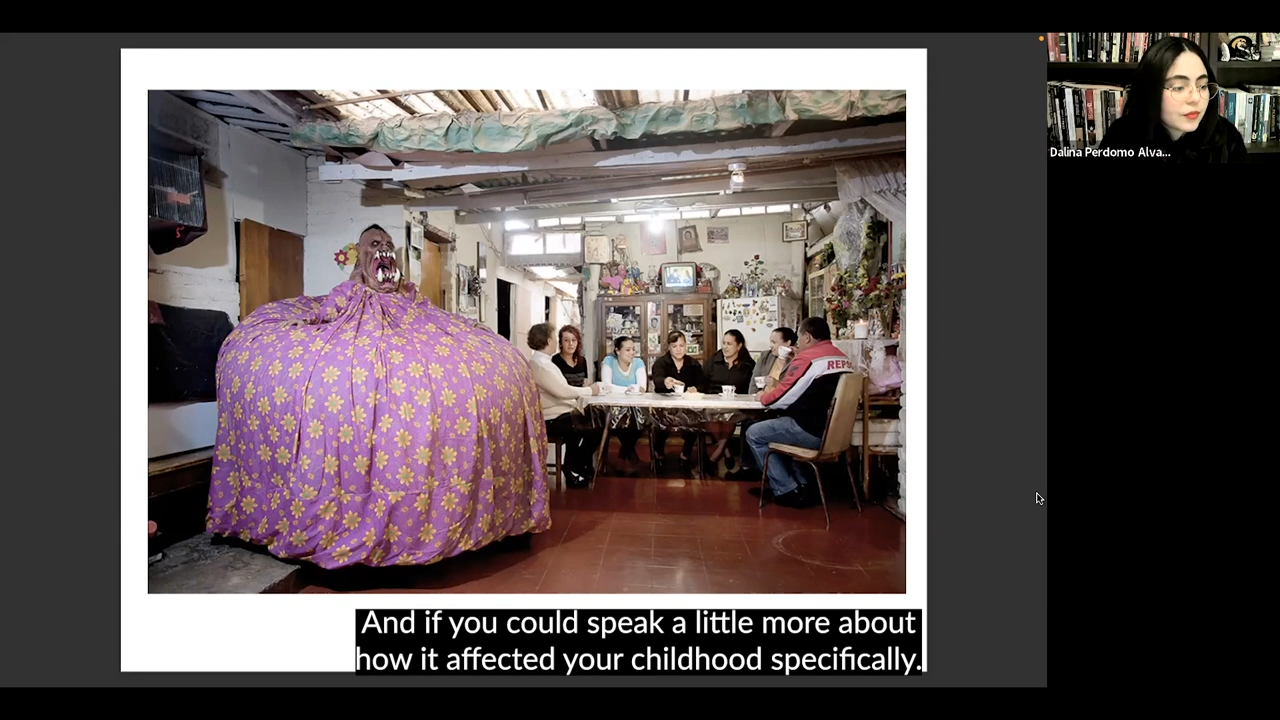 REPS
Dalina Perdomo Alva...
And if you could speak a little more about
how it affected your childhood specifically.